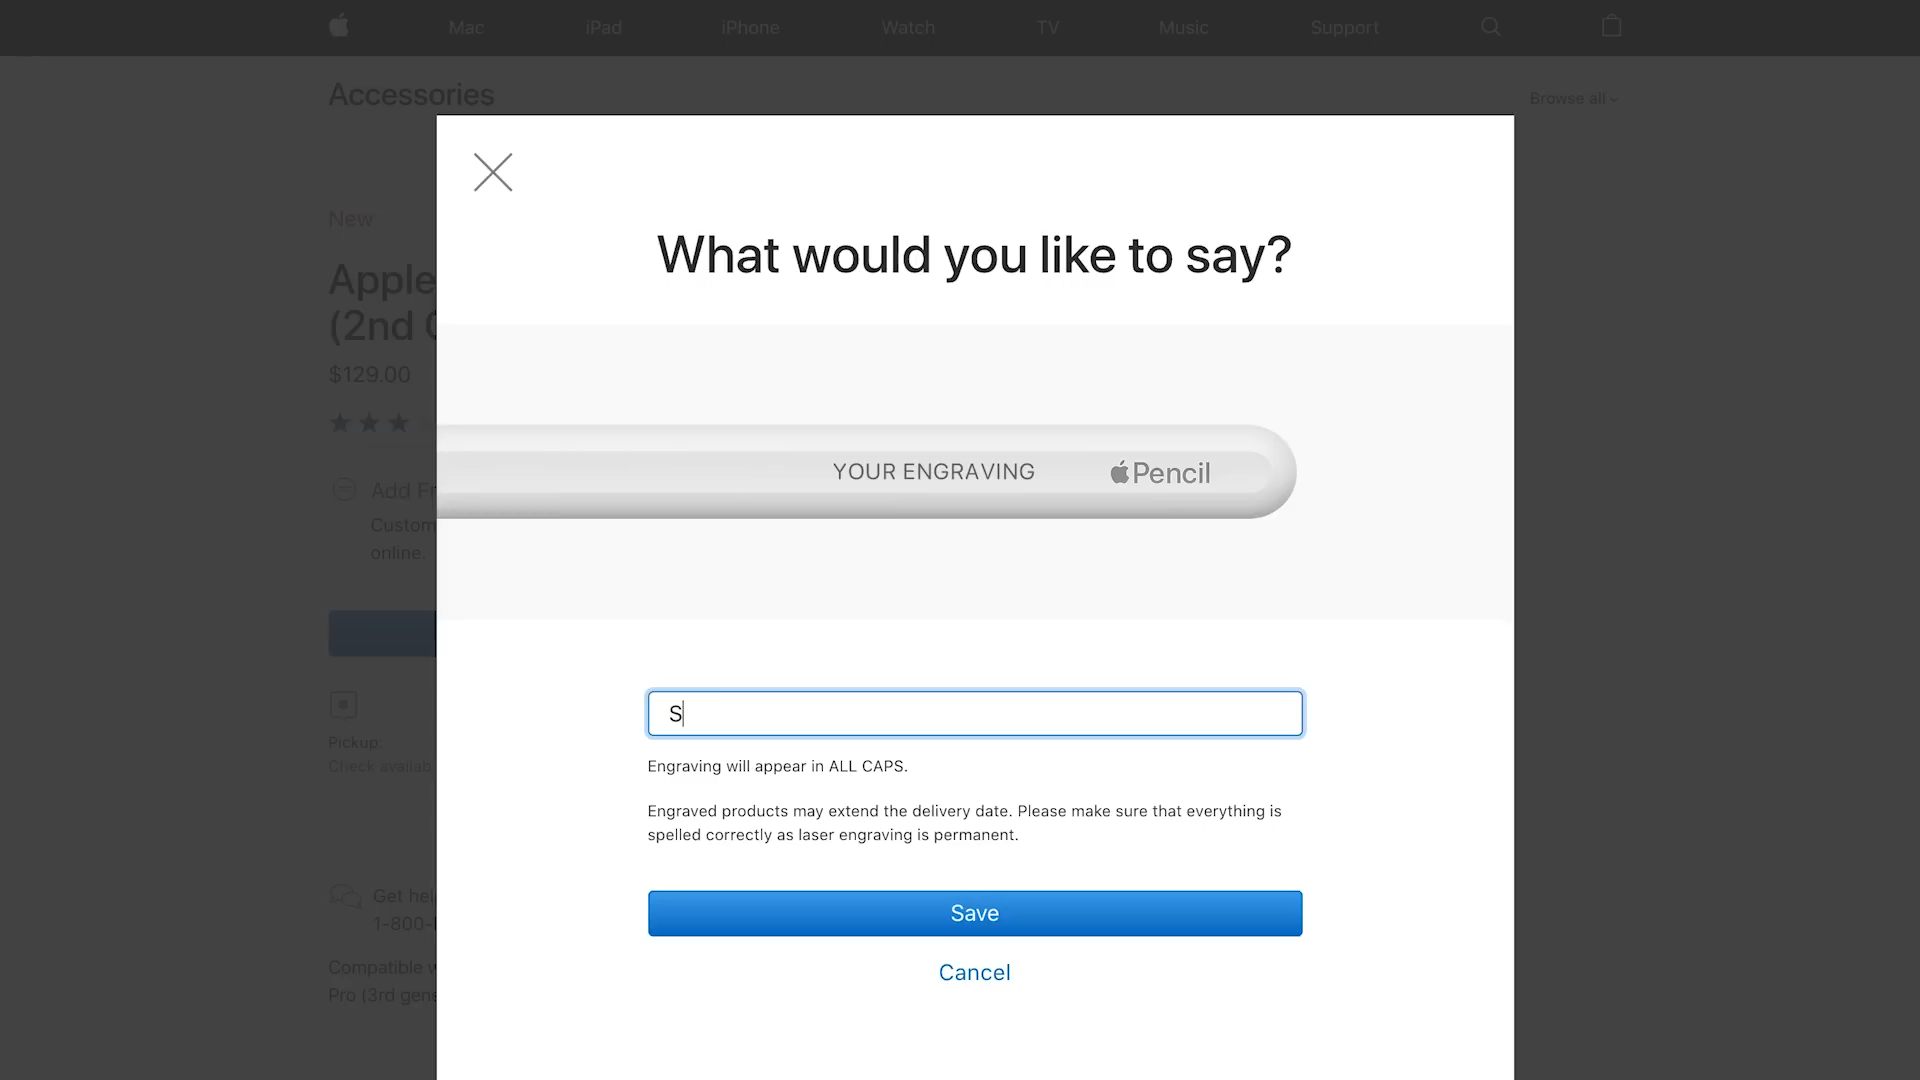 Mac iPad iPhone Watch TV Music Support
Accessories
Browse all
New
Apple
(2nd
$129.00
What would you like to say?
YOUR ENGRAVING
Pencil
Add
Custom
online.
S
Engraving will appear in ALL CAPS.
Engraved products may extend the delivery date. Please make sure that everything is
spelled correctly as laser engraving is permanent.
Save
Cancel
Pickup:
Check availab
Get hel
1-800-
Compatible
Pro (3rd gene